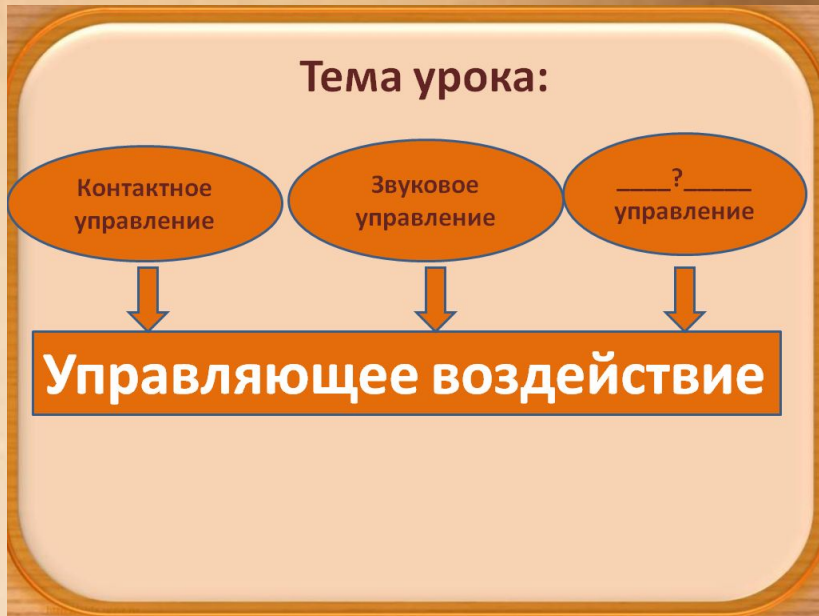 Тема урока:
Контактное
управление
Звуковое
управление
____?_____
управление
Управляющее воздействие